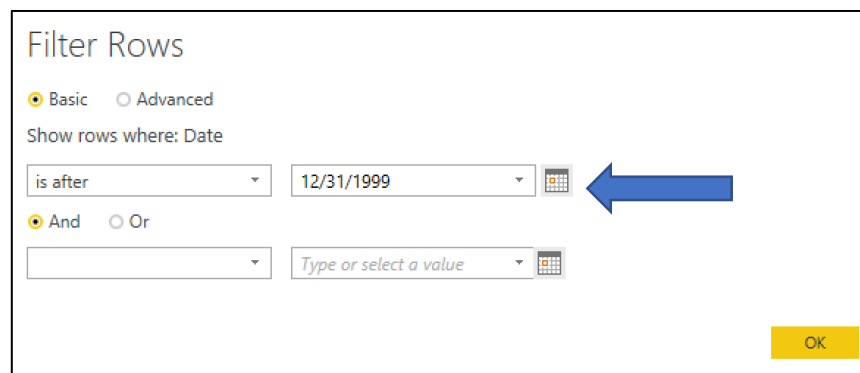 Filter Rows
Basic Advanced
Show rows where: Date
is after 12/31/1999
And Or
Type or select a value
OK